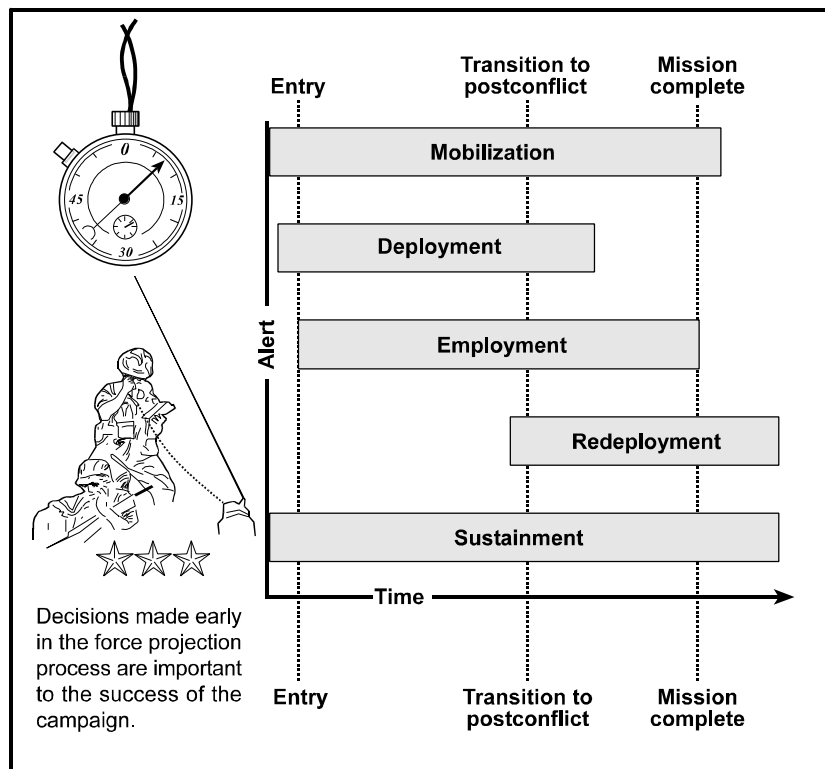 Entry
Transition to
postconflict
Mission
complete
0
15
30
45
Mobilization
Deployment
Employment
Redeployment
Sustainment
Alert
Time
Decisions made early
in the force projection
process are important
to the success of the
campaign.
Entry
Transition to
postconflict
Mission
complete